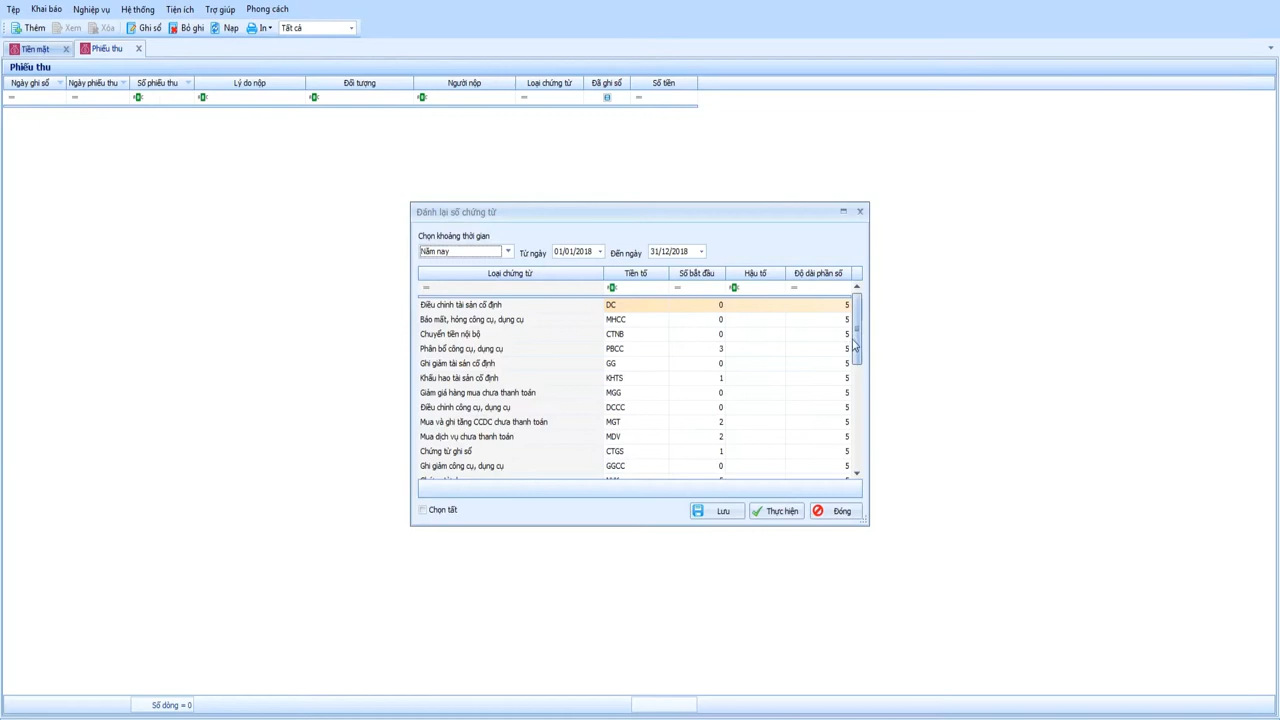 Tệp Khai báo Nghiệp vụ Hệ thống Tiện ích Trợ giúp Phong cách
Thêm Xem Xóa Ghi sổ Bỏ ghi Nạp In Tất cả
Tiền mặt Phiếu thu
Phiếu thu
Ngày ghi sổ Ngày phiếu thu Số phiếu thu Lý do nộp Đối tượng Người nộp Loại chứng từ Đã ghi sổ Số tiền
Đánh lại số chứng từ
Chọn khoảng thời gian
Năm nay Từ ngày 01/01/2018 Đến ngày 31/12/2018
Loại chứng từ Tiền tố Số bắt đầu Hậu tố Độ dài phần số
Điều chỉnh tài sản cố định DC 0 5
Báo mất, hỏng công cụ, dụng cụ MHCC 0 5
Chuyển tiền nội bộ CTNB 0 5
Phân bổ công cụ, dụng cụ PBCC 3 5
Ghi giảm tài sản cố định GG 0 5
Khấu hao tài sản cố định KHTS 1 5
Giảm giá hàng mua chưa thanh toán MGG 0 5
Điều chỉnh công cụ, dụng cụ DCCC 0 5
Mua và ghi tăng CCDC chưa thanh toán MGT 2 5
Mua dịch vụ chưa thanh toán MDV 2 5
Chứng từ ghi sổ CTGS 1 5
Ghi giảm công cụ, dụng cụ GGCC 0 5
Chọn tất Lưu Thực hiện Đóng
Số dòng = 0